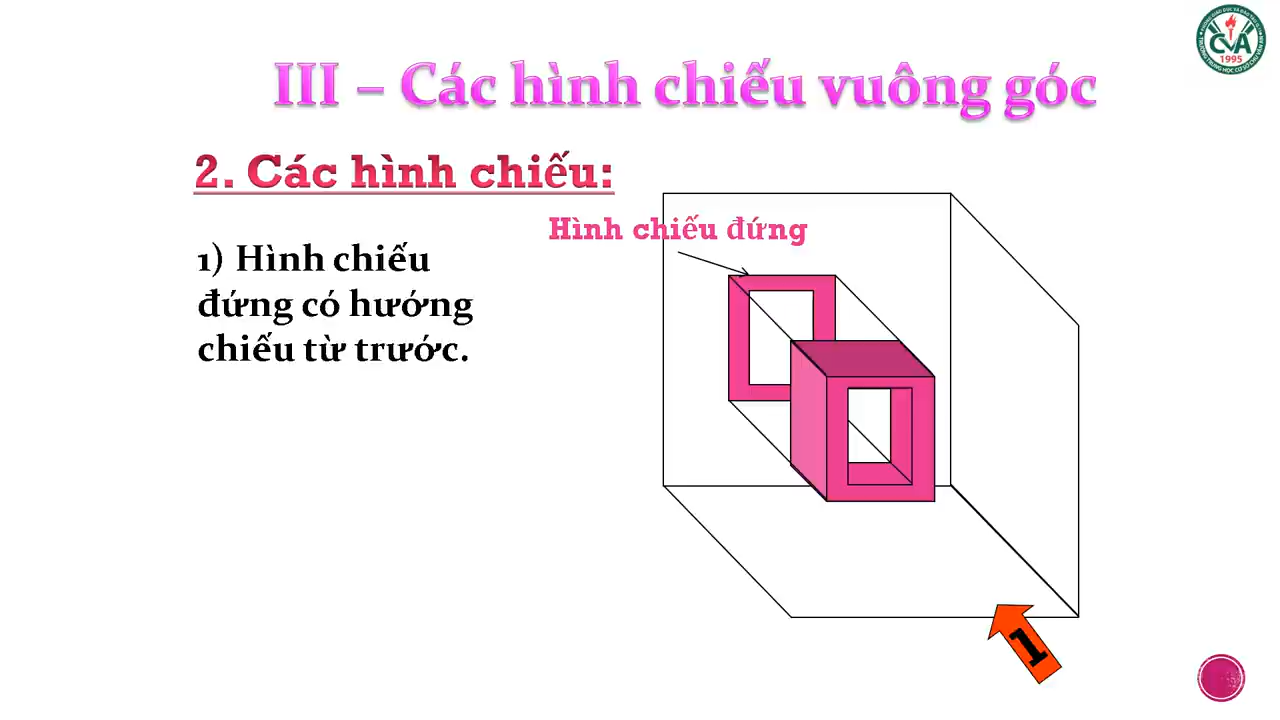 III – Các hình chiếu vuông góc
2. Các hình chiếu:
Hình chiếu đứng
1) Hình chiếu
đứng có hướng
chiếu từ trước.
1
CVA
1995